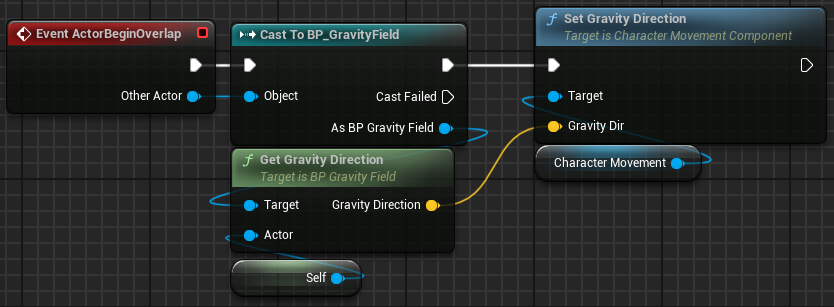 Event ActorBeginOverlap
Other Actor
Cast To BP_GravityField
Object
Cast Failed
As BP Gravity Field
Get Gravity Direction
Target is BP Gravity Field
Target
Gravity Direction
Actor
Self
Set Gravity Direction
Target is Character Movement Component
Target
Gravity Dir
Character Movement